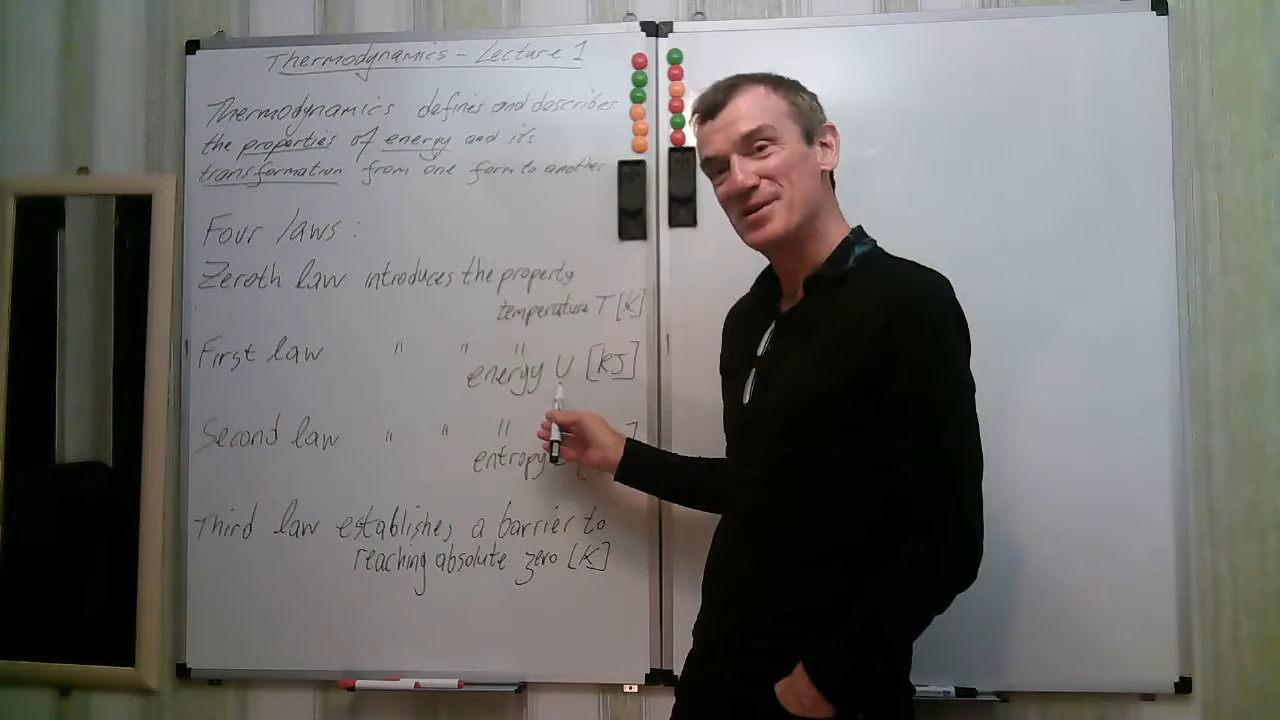 Thermodynamics - Lecture 1
Thermodynamics defines and describes
the properties of energy and its
transformation from one form to another
Four laws:
Zeroth law introduces the property
temperature T [K]
First law " " "
energy U [kJ]
Second law " " "
entropy
Third law establishes a barrier to
reaching absolute zero [K]